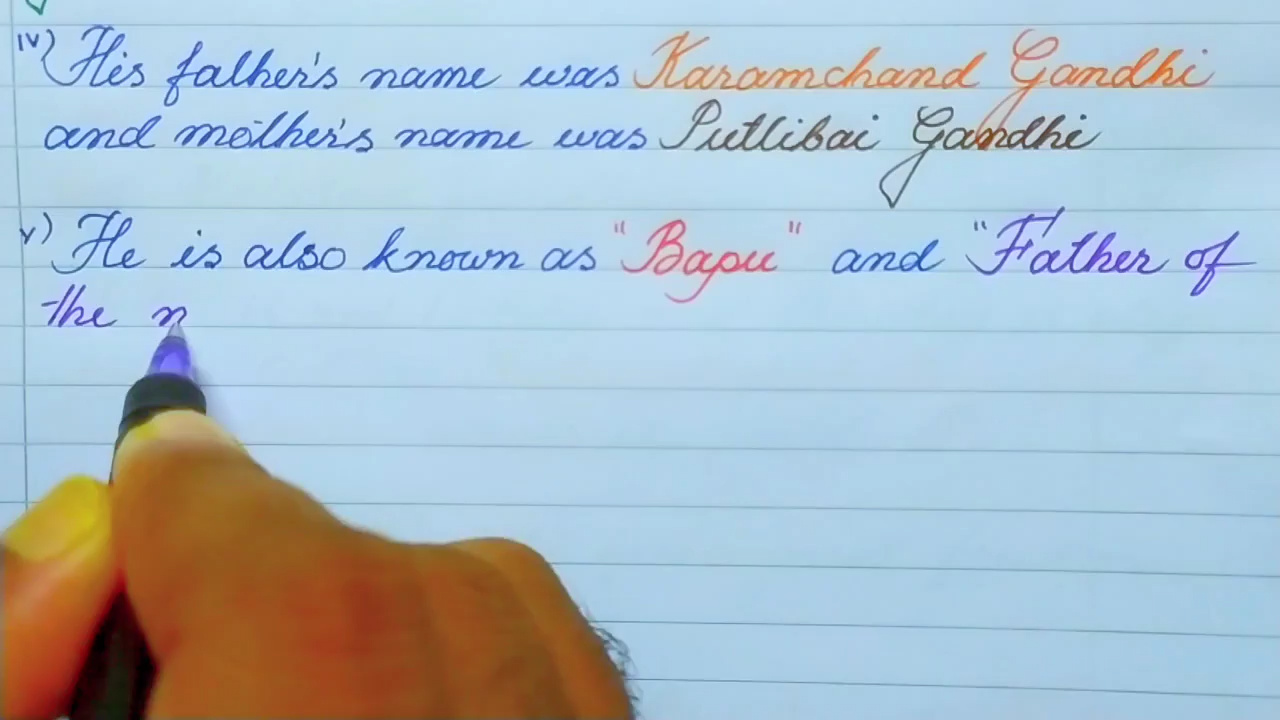 iv) His father's name was Karamchand Gandhi
and mother's name was Putlibai Gandhi
v) He is also known as "Bapu" and "Father of
the n